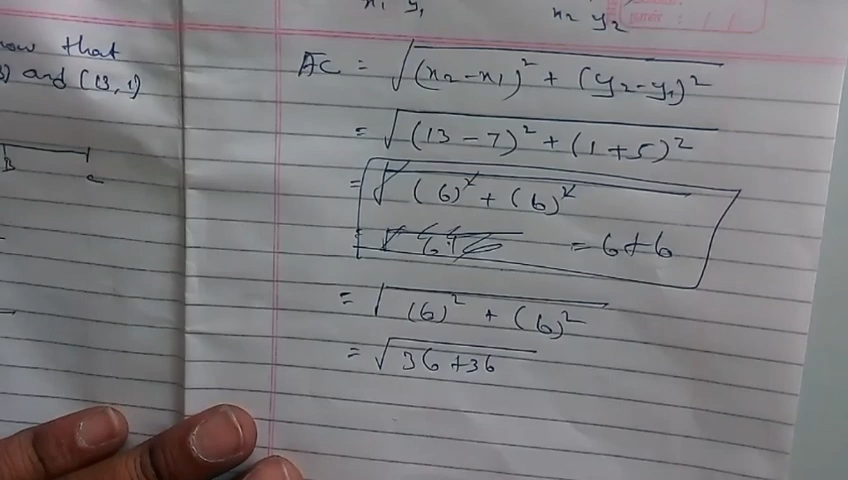 x₁ y₁ x₂ y₂
that
and (13, 1)
AC = √(x₂-x₁)² + (y₂-y₁)²
= √(13-7)² + (1+5)²
= √(6)² + (6)²
= 6+6
B C
= √(6)² + (6)²
= √36+36